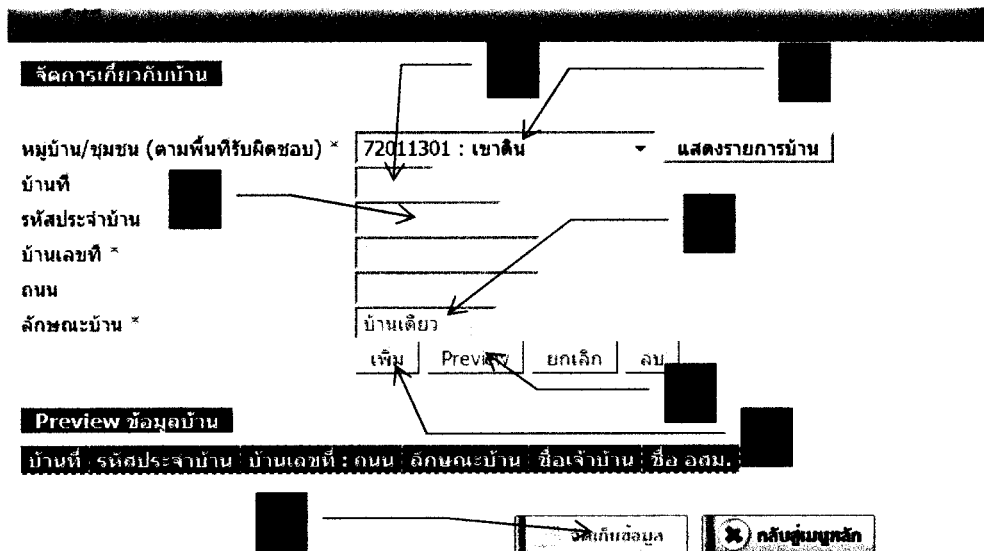 จัดการเกี่ยวกับบ้าน
หมู่บ้าน/ชุมชน (ตามพื้นที่รับผิดชอบ) * 72011301 : เขาดิน แสดงรายการบ้าน
บ้านที่
รหัสประจำบ้าน
บ้านเลขที่ *
ถนน
ลักษณะบ้าน * บ้านเดี่ยว
เพิ่ม Preview ยกเลิก ลบ
Preview ข้อมูลบ้าน
บ้านที่ รหัสประจำบ้าน บ้านเลขที่ : ถนน ลักษณะบ้าน ชื่อเจ้าบ้าน ชื่อ อสม.
จัดเก็บข้อมูล กลับสู่เมนูหลัก